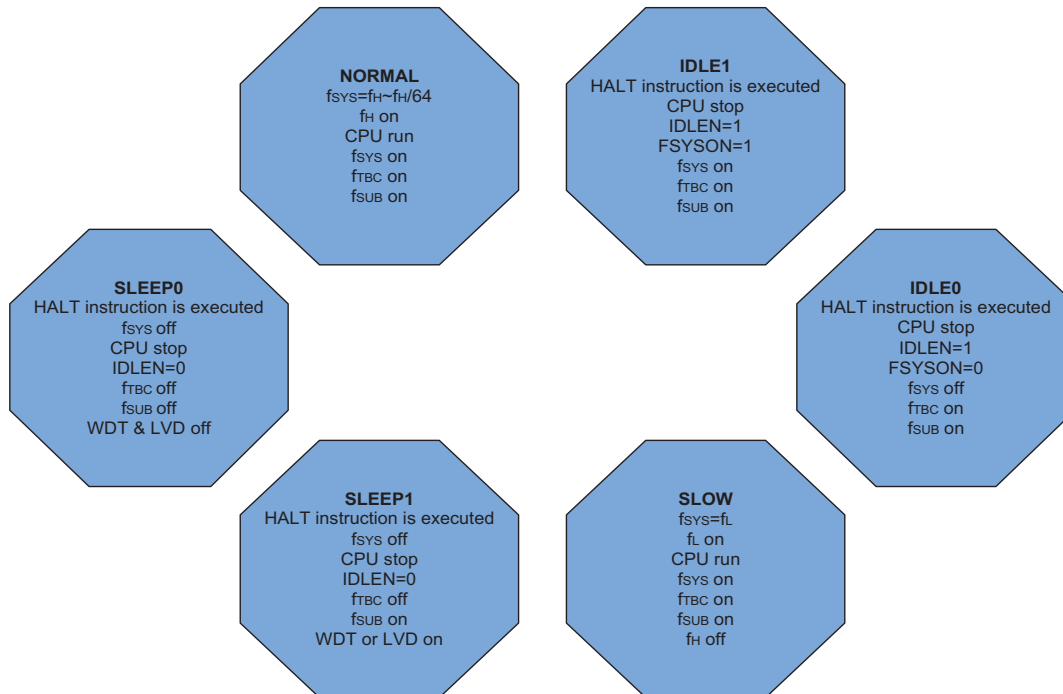 NORMAL
fSYS=fH~fH/64
fH on
CPU run
fSYS on
fTBC on
fSUB on
IDLE1
HALT instruction is executed
CPU stop
IDLEN=1
FSYSON=1
fSYS on
fTBC on
fSUB on
SLEEP0
HALT instruction is executed
fSYS off
CPU stop
IDLEN=0
fTBC off
fSUB off
WDT & LVD off
IDLE0
HALT instruction is executed
CPU stop
IDLEN=1
FSYSON=0
fSYS off
fTBC on
fSUB on
SLEEP1
HALT instruction is executed
fSYS off
CPU stop
IDLEN=0
fTBC off
fSUB on
WDT or LVD on
SLOW
fSYS=fL
fL on
CPU run
fSYS on
fTBC on
fSUB on
fH off